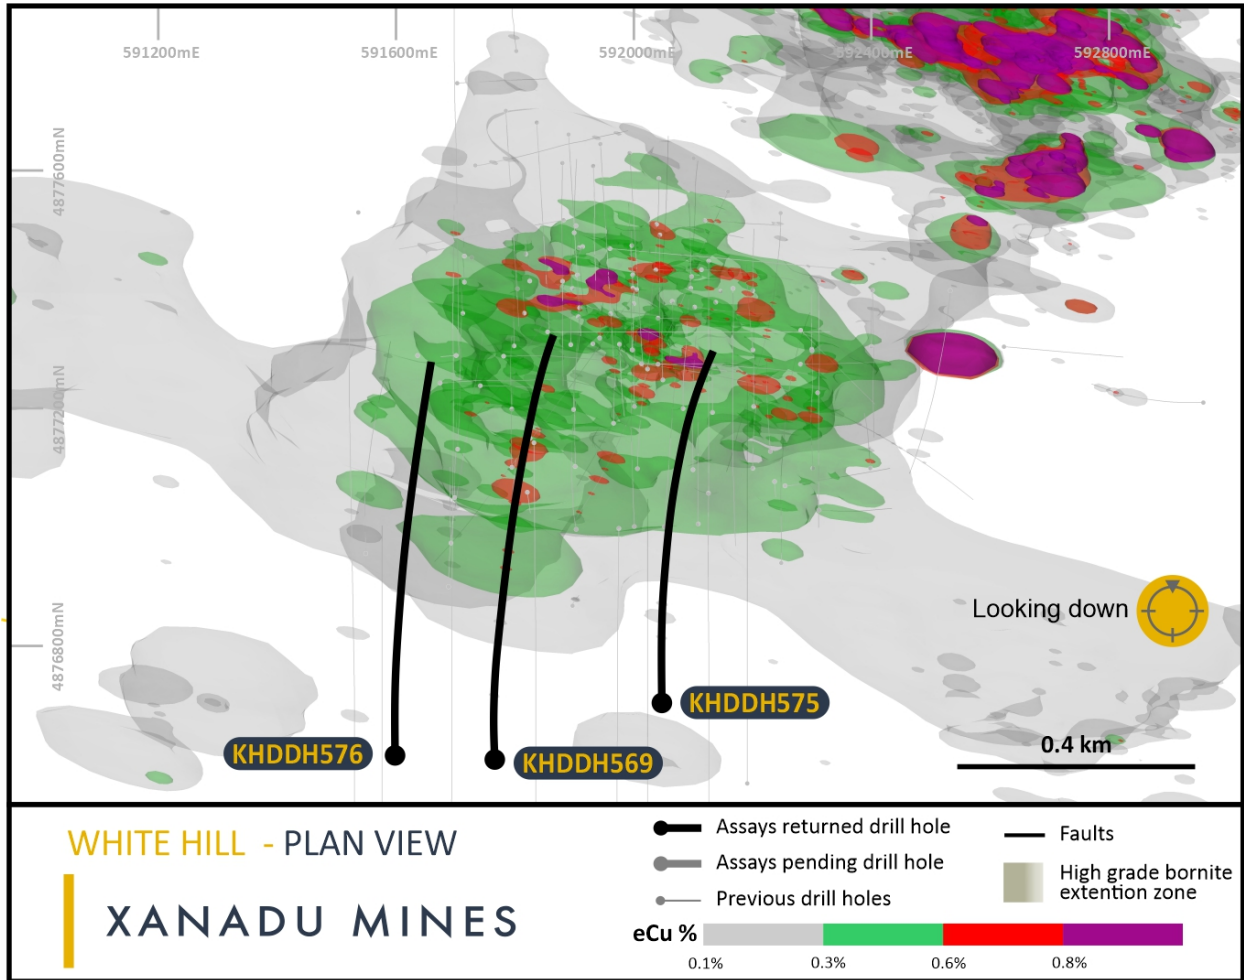 591200mE
591600mE
592000mE
592400mE
592800mE
4877600mN
4877200mN
4876800mN
Looking down
KHDDH575
KHDDH576
KHDDH569
0.4 km
WHITE HILL - PLAN VIEW
XANADU MINES
Assays returned drill hole
Assays pending drill hole
Previous drill holes
Faults
High grade bornite
extention zone
eCu %
0.1%
0.3%
0.6%
0.8%